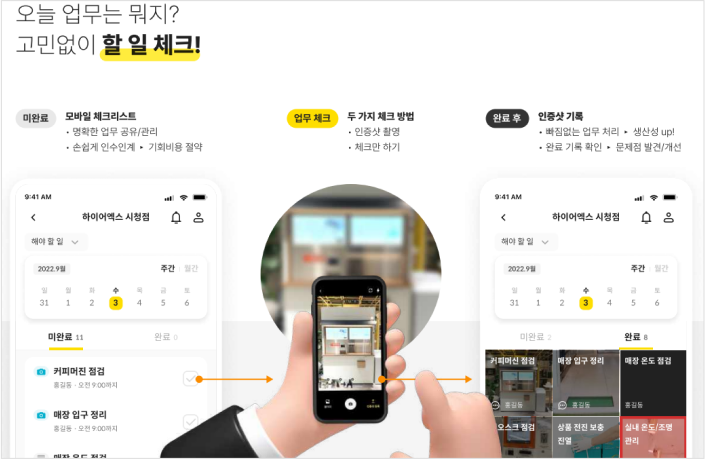 오늘 업무는 뭐지?
고민없이 할 일 체크!
미완료
모바일 체크리스트
• 명확한 업무 공유/관리
• 손쉽게 인수인계 ▸ 기회비용 절약
업무 체크
두 가지 체크 방법
• 인증샷 촬영
• 체크만 하기
완료 후
인증샷 기록
• 빠짐없는 업무 처리 ▸ 생산성 up!
• 완료 기록 확인 ▸ 문제점 발견/개선
9:41 AM
하이어엑스 시청점
해야 할 일
2022.9월
주간 월간
일 월 화 수 목 금 토
31 1 2 3 4 5 6
미완료 11
완료 0
커피머진 점검
홍길동 · 오전 9:00까지
매장 입구 정리
홍길동 · 오전 9:00까지
매장 온도 점검
9:41 AM
하이어엑스 시청점
해야 할 일
2022.9월
주간 월간
일 월 화 수 목 금 토
31 1 2 3 4 5 6
미완료 2
완료 8
커피머신 점검
매장 입구 정리
매장 온도 점검
홍길동
홍길동
홍길동
오스크 점검
상품 전진 보충
진열
실내 온도/조명
관리